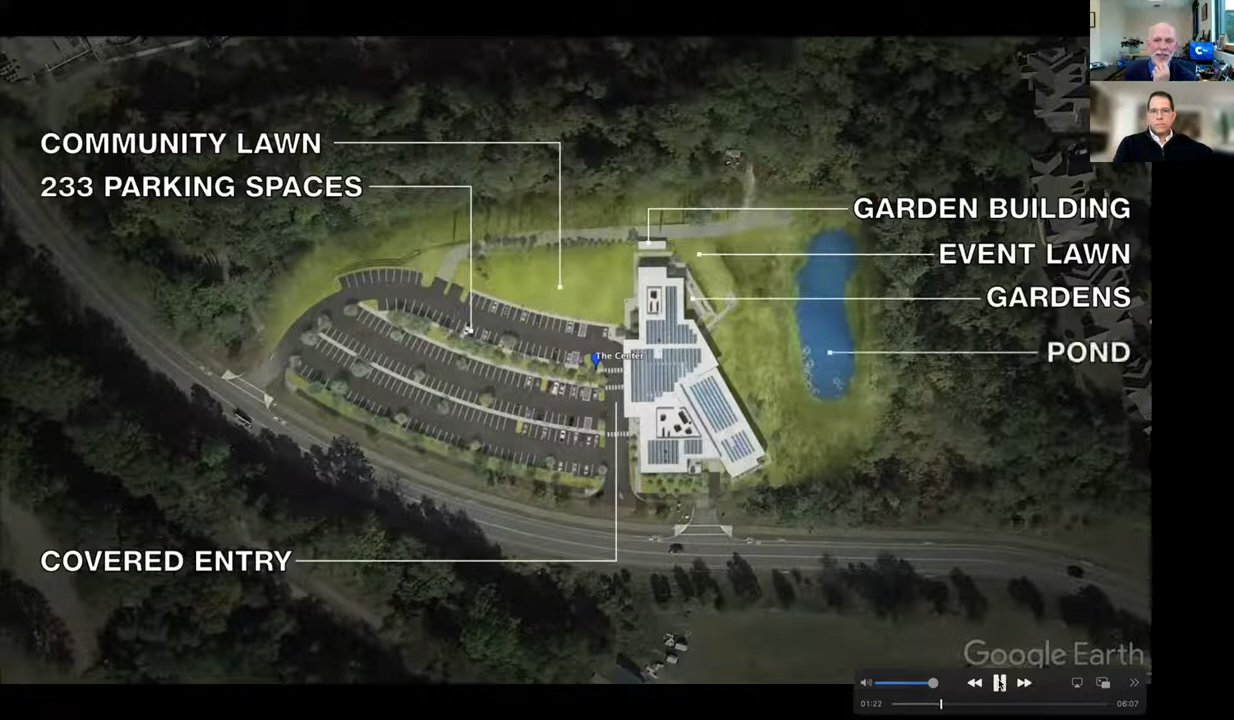 COMMUNITY LAWN
233 PARKING SPACES
GARDEN BUILDING
EVENT LAWN
GARDENS
The Center
POND
COVERED ENTRY
Google Earth
01:22
06:07